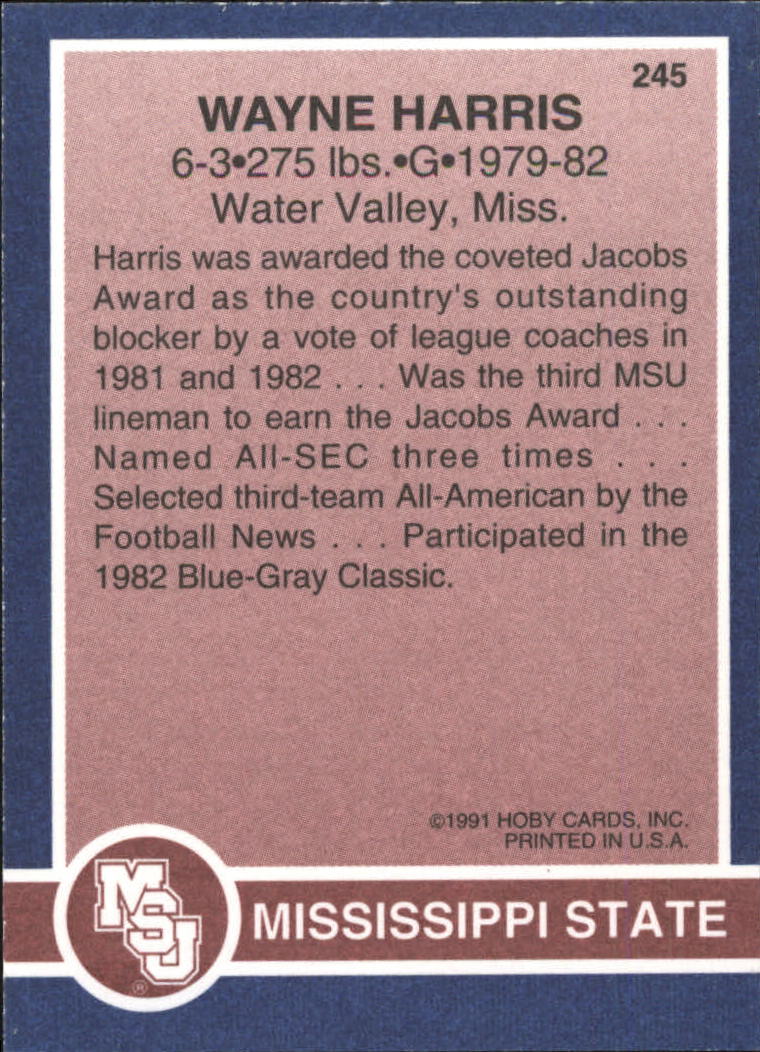 245
WAYNE HARRIS
6-3•275 lbs.•G•1979-82
Water Valley, Miss.
Harris was awarded the coveted Jacobs
Award as the country's outstanding
blocker by a vote of league coaches in
1981 and 1982 . . . Was the third MSU
lineman to earn the Jacobs Award . . .
Named All-SEC three times . . .
Selected third-team All-American by the
Football News . . . Participated in the
1982 Blue-Gray Classic.
©1991 HOBY CARDS, INC.
PRINTED IN U.S.A.
MSU
®
MISSISSIPPI STATE